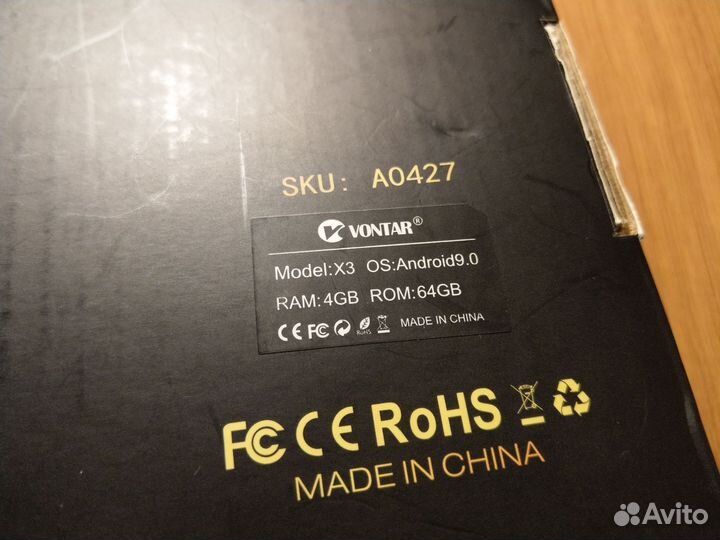 SKU: A0427
VONTAR®
Model:X3 OS:Android9.0
RAM:4GB ROM:64GB
CE FC RoHS MADE IN CHINA
FC CE RoHS
MADE IN CHINA
Avito